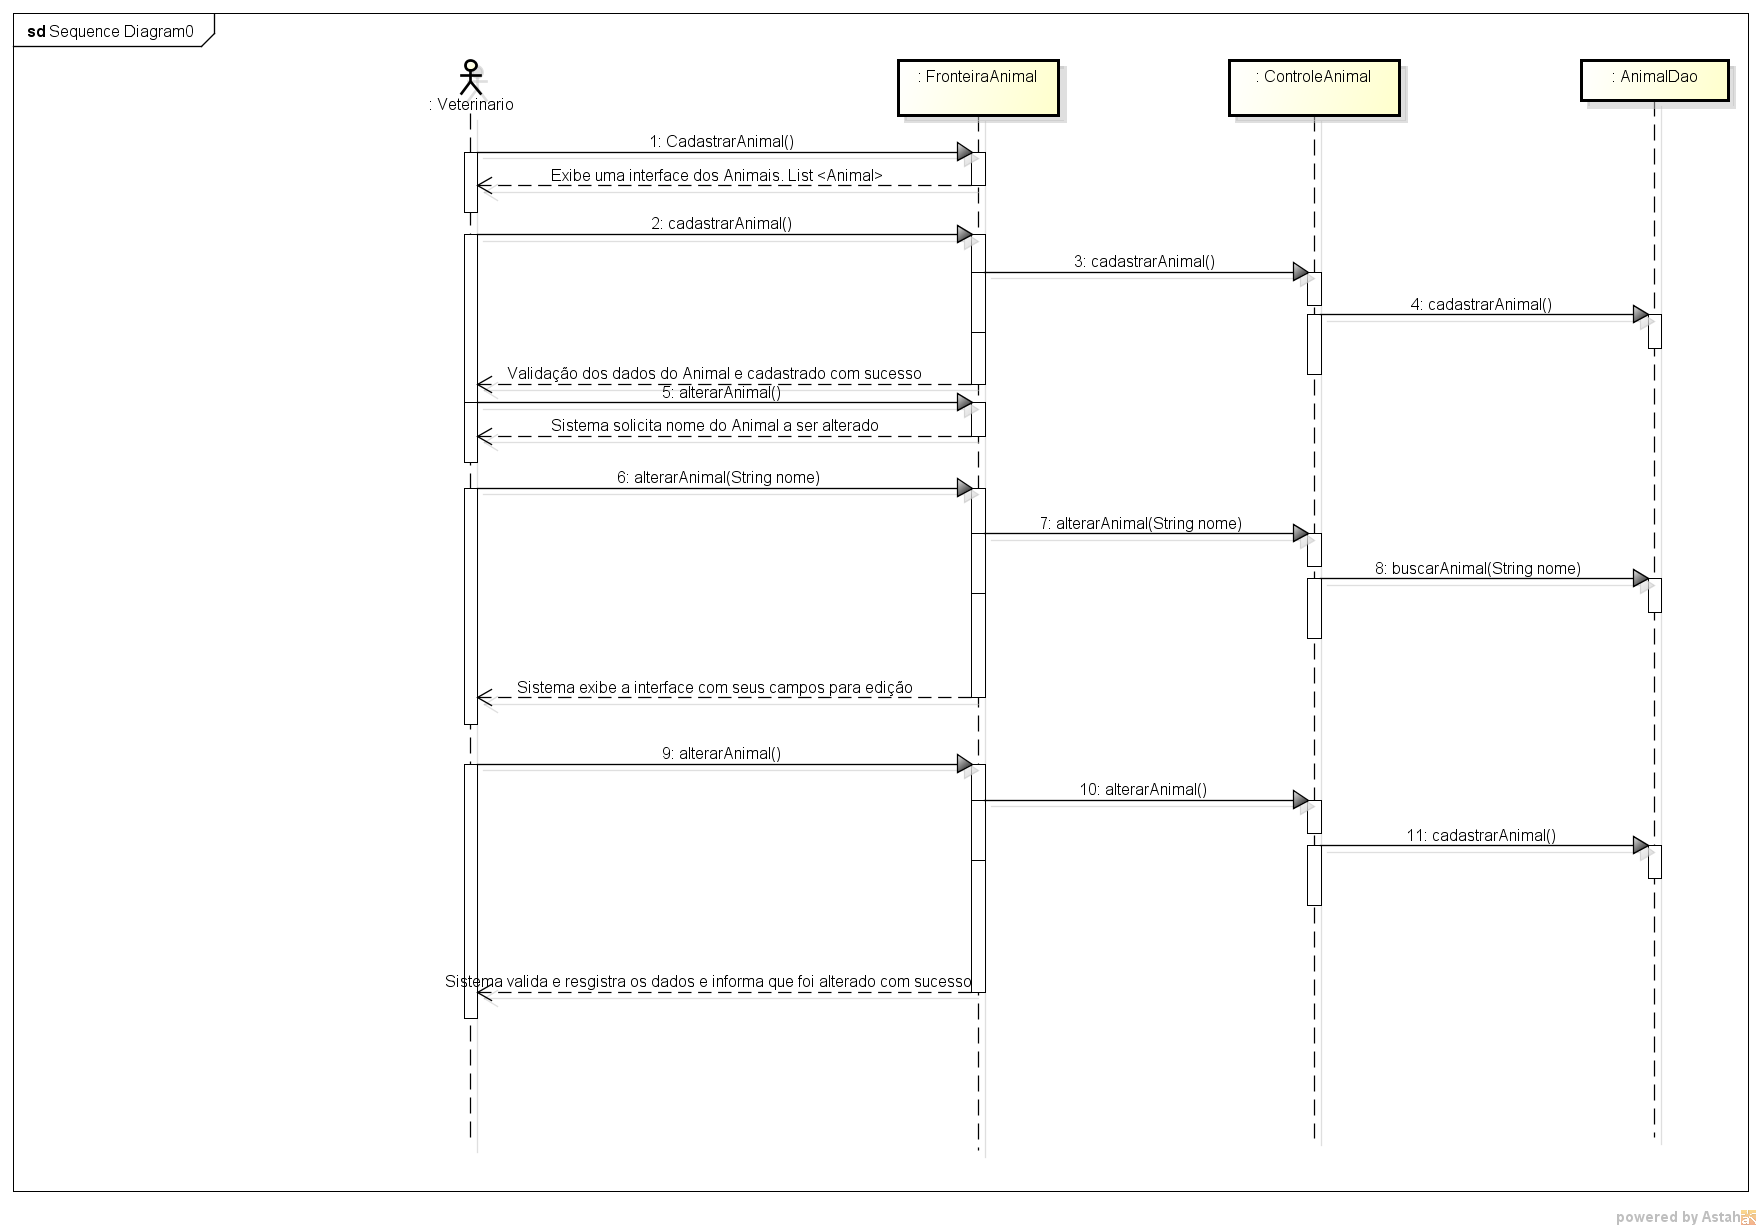 sd Sequence Diagram0
: Veterinario
: FronteiraAnimal
: ControleAnimal
: AnimalDao
1: CadastrarAnimal()
Exibe uma interface dos Animais. List <Animal>
2: cadastrarAnimal()
3: cadastrarAnimal()
4: cadastrarAnimal()
Validação dos dados do Animal e cadastrado com sucesso
5: alterarAnimal()
Sistema solicita nome do Animal a ser alterado
6: alterarAnimal(String nome)
7: alterarAnimal(String nome)
8: buscarAnimal(String nome)
Sistema exibe a interface com seus campos para edição
9: alterarAnimal()
10: alterarAnimal()
11: cadastrarAnimal()
Sistema valida e resgistra os dados e informa que foi alterado com sucesso
powered by Astah